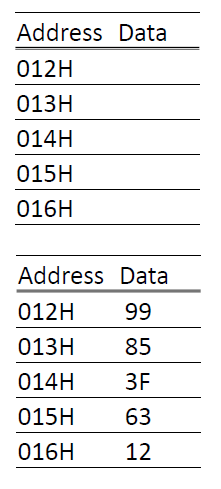 Address Data
012H
013H
014H
015H
016H
Address Data
012H 99
013H 85
014H 3F
015H 63
016H 12